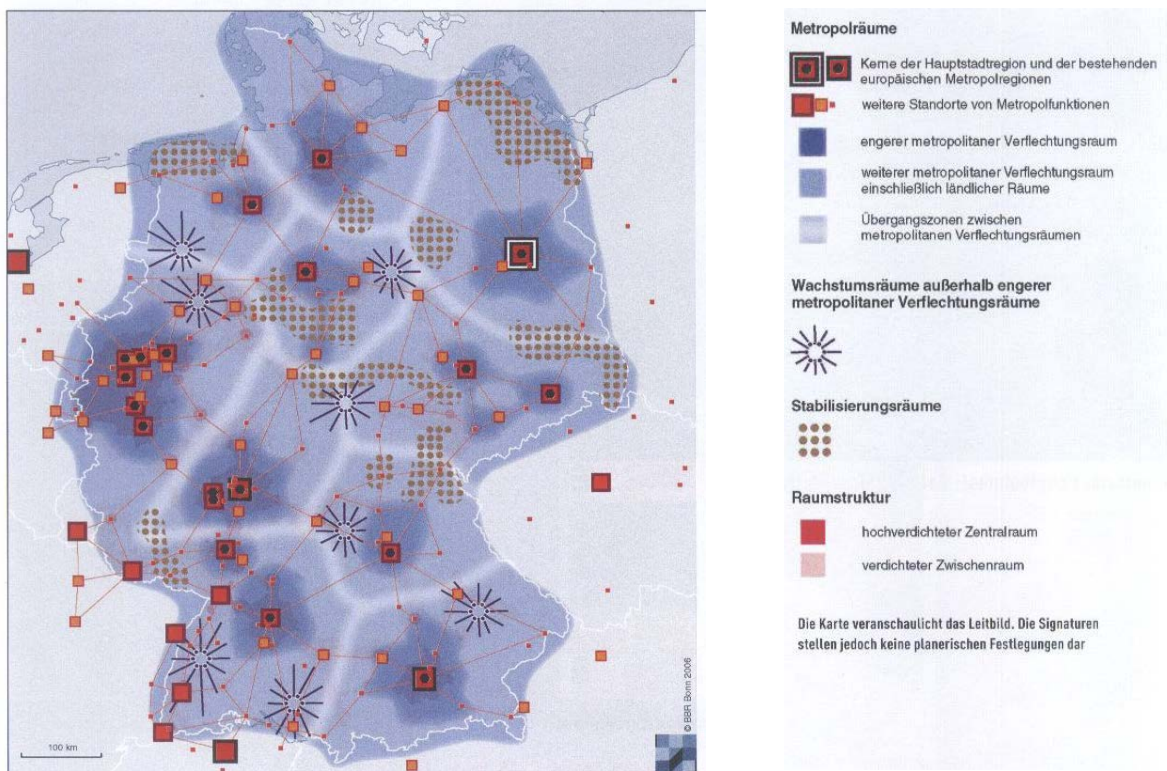 100 km
© BBR Bonn 2006
Metropolräume
Kerne der Hauptstadtregion und der bestehenden
europäischen Metropolregionen
weitere Standorte von Metropolfunktionen
engerer metropolitaner Verflechtungsraum
weiterer metropolitaner Verflechtungsraum
einschließlich ländlicher Räume
Übergangszonen zwischen
metropolitanen Verflechtungsräumen
Wachstumsräume außerhalb engerer
metropolitaner Verflechtungsräume
Stabilisierungsräume
Raumstruktur
hochverdichteter Zentralraum
verdichteter Zwischenraum
Die Karte veranschaulicht das Leitbild. Die Signaturen
stellen jedoch keine planerischen Festlegungen dar